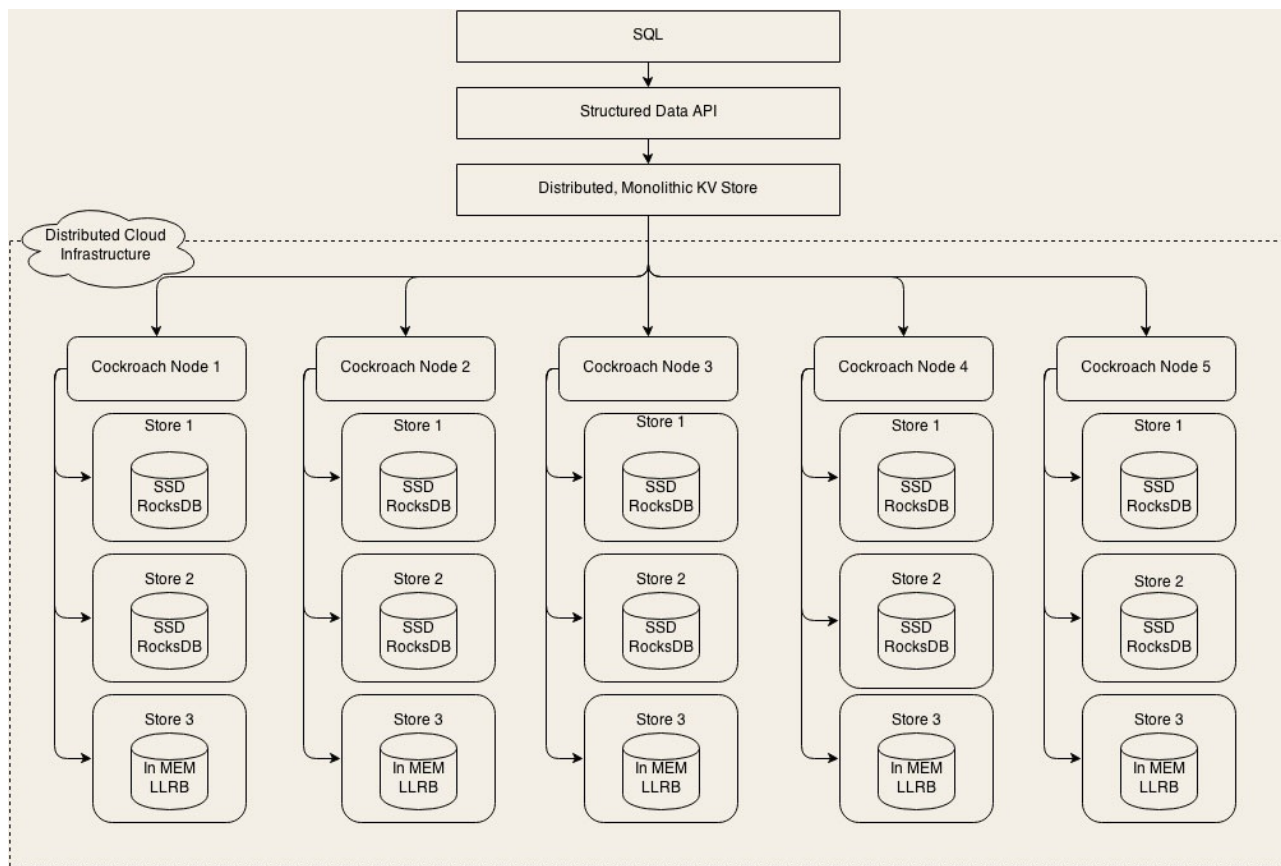 SQL
Structured Data API
Distributed, Monolithic KV Store
Distributed Cloud
Infrastructure
Cockroach Node 1
Cockroach Node 2
Cockroach Node 3
Cockroach Node 4
Cockroach Node 5
Store 1
SSD
RocksDB
Store 1
SSD
RocksDB
Store 1
SSD
RocksDB
Store 1
SSD
RocksDB
Store 1
SSD
RocksDB
Store 2
SSD
RocksDB
Store 2
SSD
RocksDB
Store 2
SSD
RocksDB
Store 2
SSD
RocksDB
Store 2
SSD
RocksDB
Store 3
In MEM
LLRB
Store 3
In MEM
LLRB
Store 3
In MEM
LLRB
Store 3
In MEM
LLRB
Store 3
In MEM
LLRB